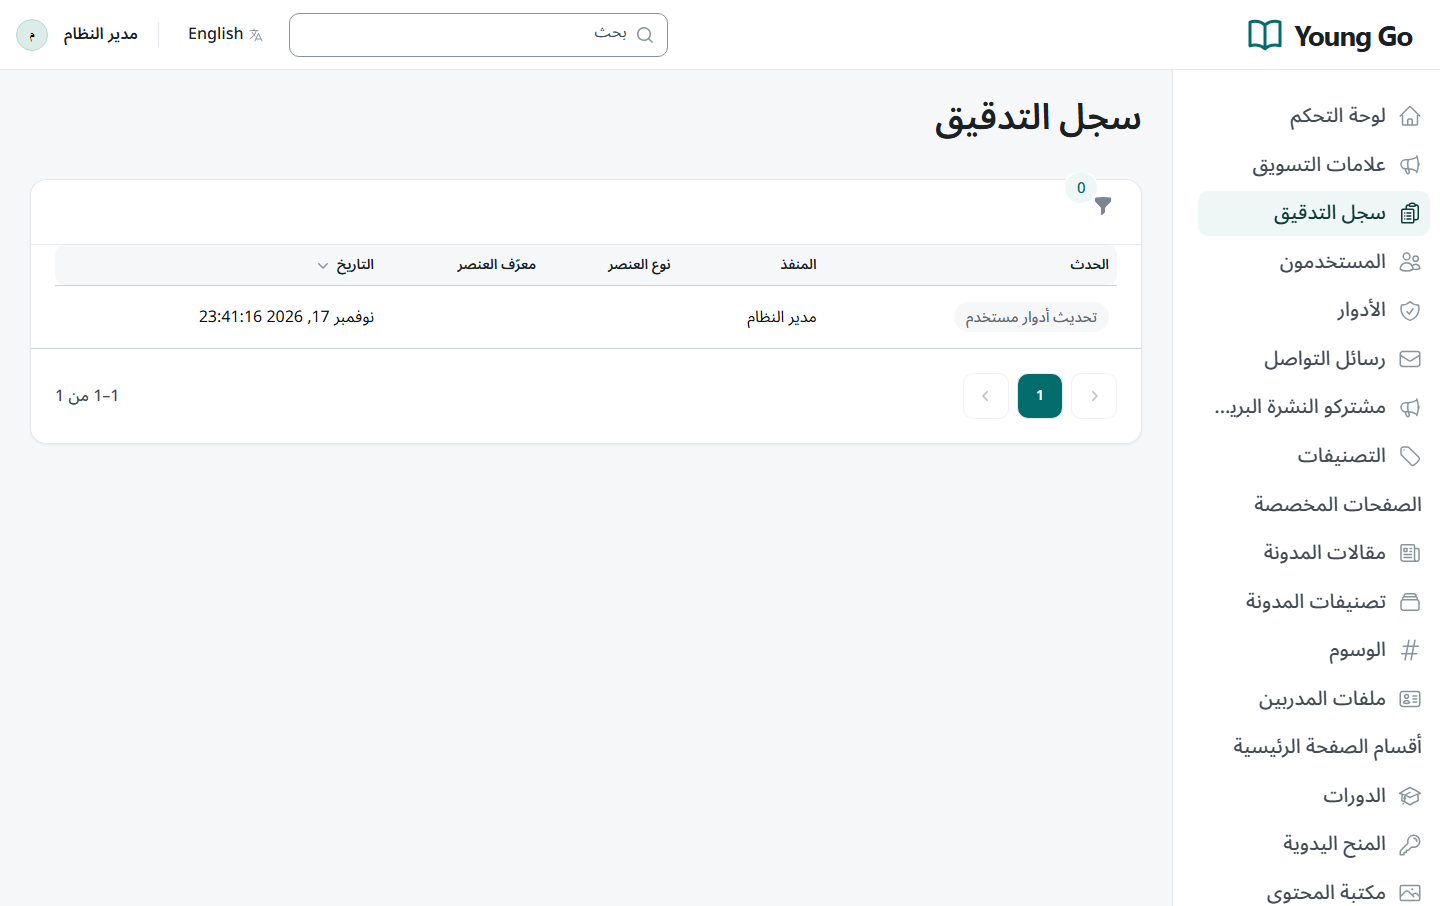 Young Go
بحث
English
مدير النظام
م
لوحة التحكم
علامات التسويق
سجل التدقيق
المستخدمون
الأدوار
رسائل التواصل
مشتركو النشرة البريـ...
التصنيفات
الصفحات المخصصة
مقالات المدونة
تصنيفات المدونة
الوسوم
ملفات المدربين
أقسام الصفحة الرئيسية
الدورات
المنح اليدوية
مكتبة المحتوى
سجل التدقيق
0
الحدث المنفذ نوع العنصر معرّف العنصر التاريخ
تحديث أدوار مستخدم مدير النظام نوفمبر 17, 2026 23:41:16
1
1–1 من 1